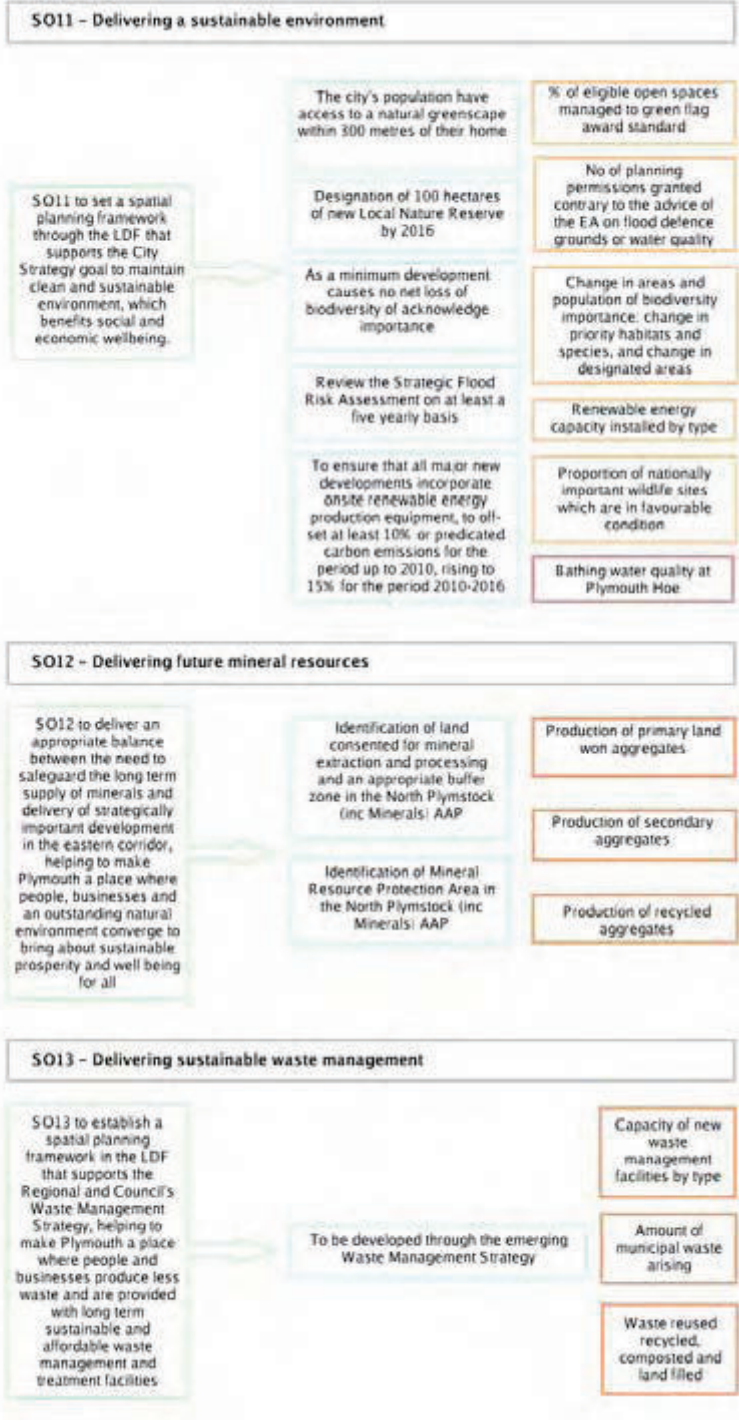 SO11 – Delivering a sustainable environment
SO11 to set a spatial
planning framework
through the LDF that
supports the City
Strategy goal to maintain
clean and sustainable
environment, which
benefits social and
economic wellbeing.
The city's population have
access to a natural greenscape
within 300 metres of their home
Designation of 100 hectares
of new Local Nature Reserve
by 2016
As a minimum development
causes no net loss of
biodiversity of acknowledge
importance
Review the Strategic Flood
Risk Assessment on at least a
five yearly basis
To ensure that all major new
developments incorporate
onsite renewable energy
production equipment, to off-
set at least 10% or predicated
carbon emissions for the
period up to 2010, rising to
15% for the period 2010-2016
% of eligible open spaces
managed to green flag
award standard
No of planning
permissions granted
contrary to the advice of
the EA on flood defence
grounds or water quality
Change in areas and
population of biodiversity
importance: change in
priority habitats and
species, and change in
designated areas
Renewable energy
capacity installed by type
Proportion of nationally
important wildlife sites
which are in favourable
condition
Bathing water quality at
Plymouth Hoe
SO12 – Delivering future mineral resources
SO12 to deliver an
appropriate balance
between the need to
safeguard the long term
supply of minerals and
delivery of strategically
important development
in the eastern corridor,
helping to make
Plymouth a place where
people, businesses and
an outstanding natural
environment converge to
bring about sustainable
prosperity and well being
for all
Identification of land
consented for mineral
extraction and processing
and an appropriate buffer
zone in the North Plymstock
(inc Minerals) AAP
Identification of Mineral
Resource Protection Area in
the North Plymstock (inc
Minerals) AAP
Production of primary land
won aggregates
Production of secondary
aggregates
Production of recycled
aggregates
SO13 – Delivering sustainable waste management
SO13 to establish a
spatial planning
framework in the LDF
that supports the
Regional and Council's
Waste Management
Strategy, helping to
make Plymouth a place
where people and
businesses produce less
waste and are provided
with long term
sustainable and
affordable waste
management and
treatment facilities
To be developed through the emerging
Waste Management Strategy
Capacity of new
waste
management
facilities by type
Amount of
municipal waste
arising
Waste reused
recycled,
composted and
land filled